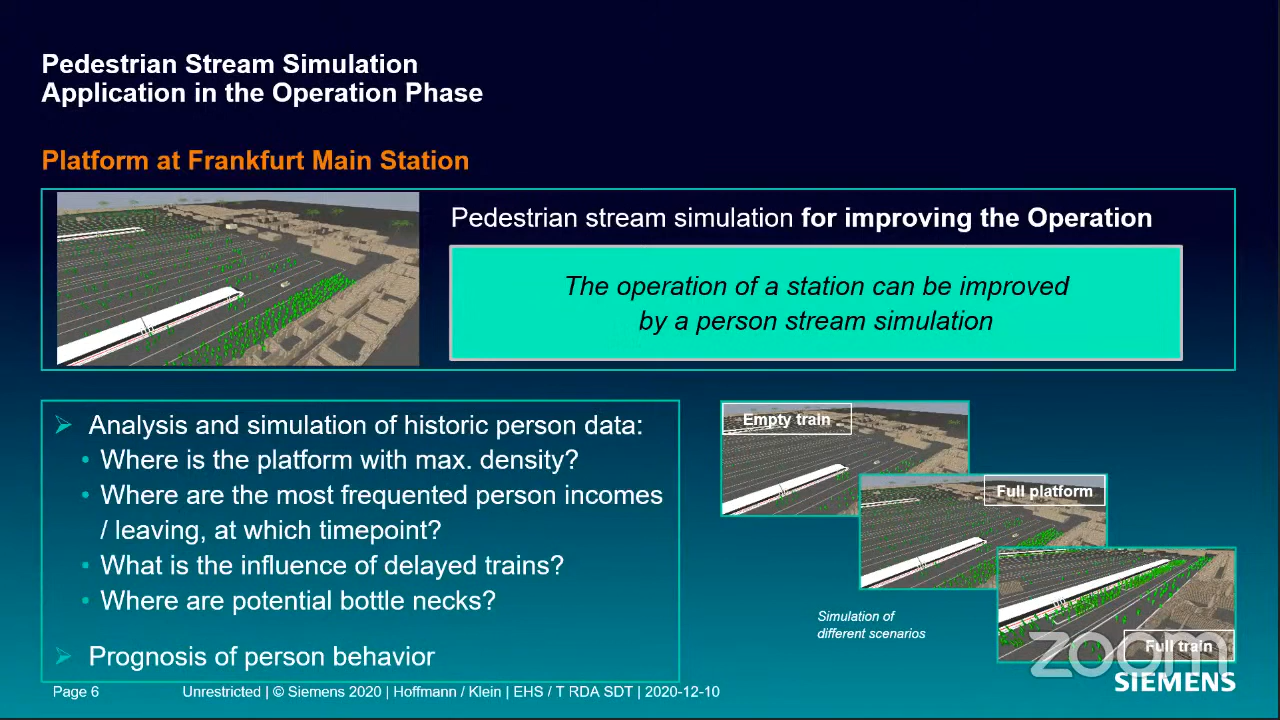 Pedestrian Stream Simulation
Application in the Operation Phase
Platform at Frankfurt Main Station
Pedestrian stream simulation for improving the Operation
The operation of a station can be improved
by a person stream simulation
➢ Analysis and simulation of historic person data:
• Where is the platform with max. density?
• Where are the most frequented person incomes
/ leaving, at which timepoint?
• What is the influence of delayed trains?
• Where are potential bottle necks?
➢ Prognosis of person behavior
Empty train
Full platform
Full train
Simulation of
different scenarios
zoom
SIEMENS
Page 6 Unrestricted | © Siemens 2020 | Hoffmann / Klein | EHS / T RDA SDT | 2020-12-10